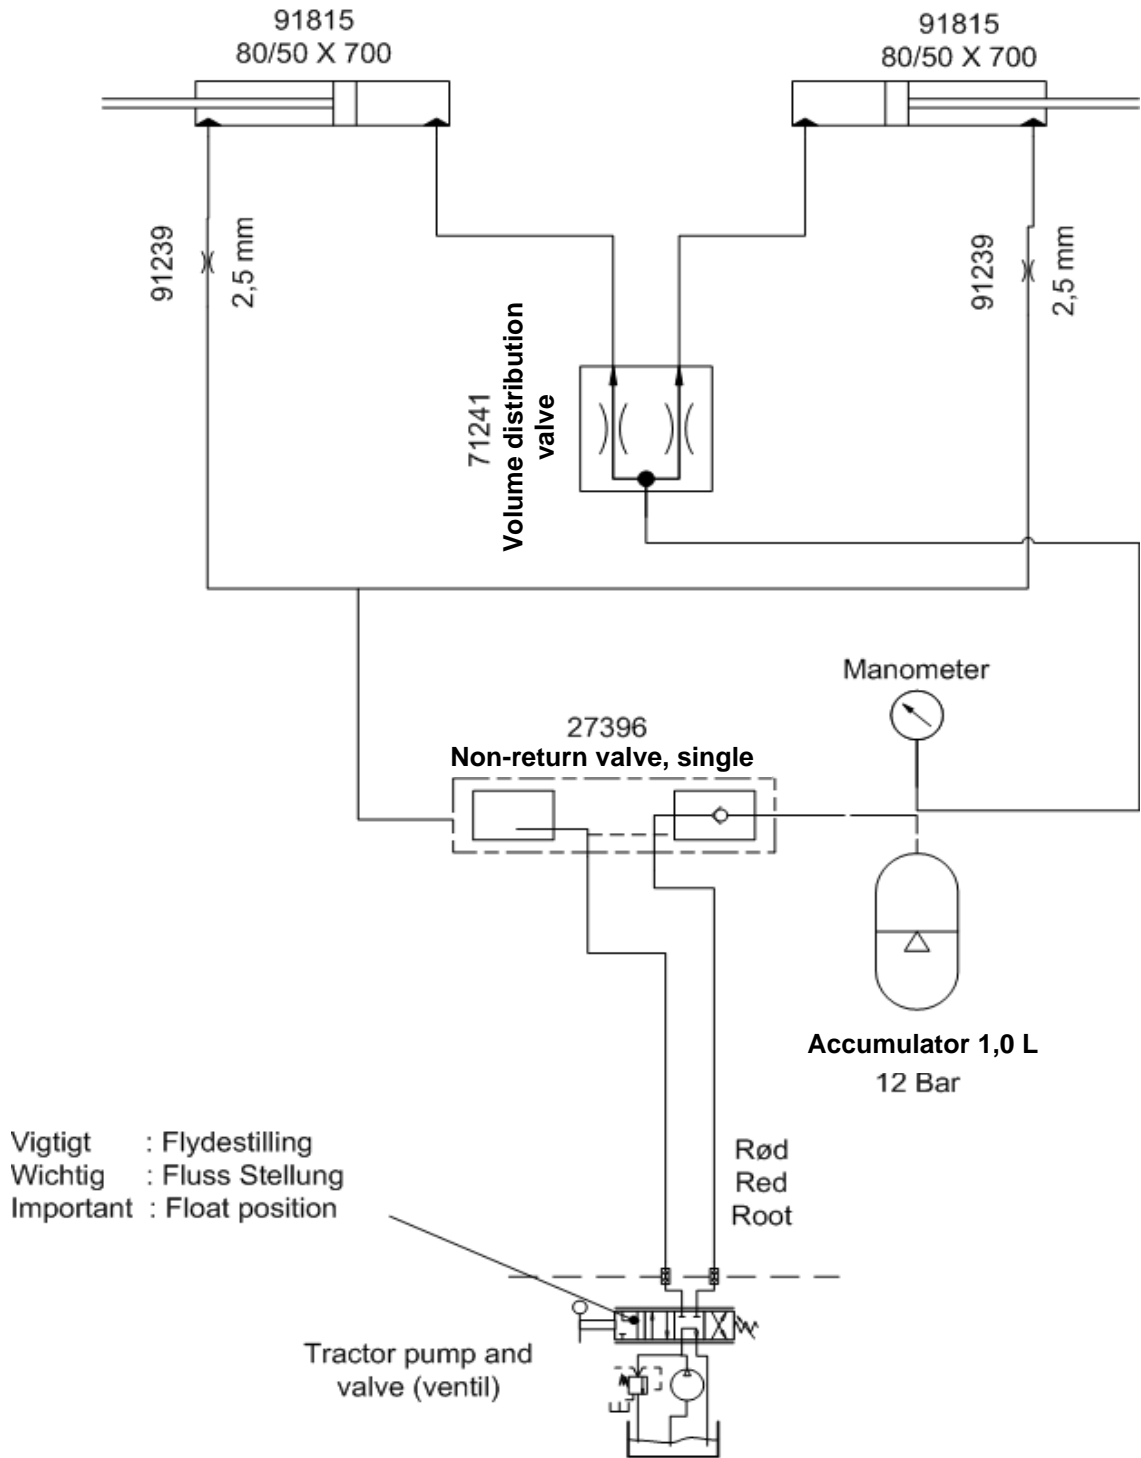 91815
80/50 X 700
91815
80/50 X 700
91239
2,5 mm
91239
2,5 mm
71241
Volume distribution
valve
Manometer
27396
Non-return valve, single
Accumulator 1,0 L
12 Bar
Vigtigt : Flydestilling
Wichtig : Fluss Stellung
Important : Float position
Rød
Red
Root
Tractor pump and
valve (ventil)